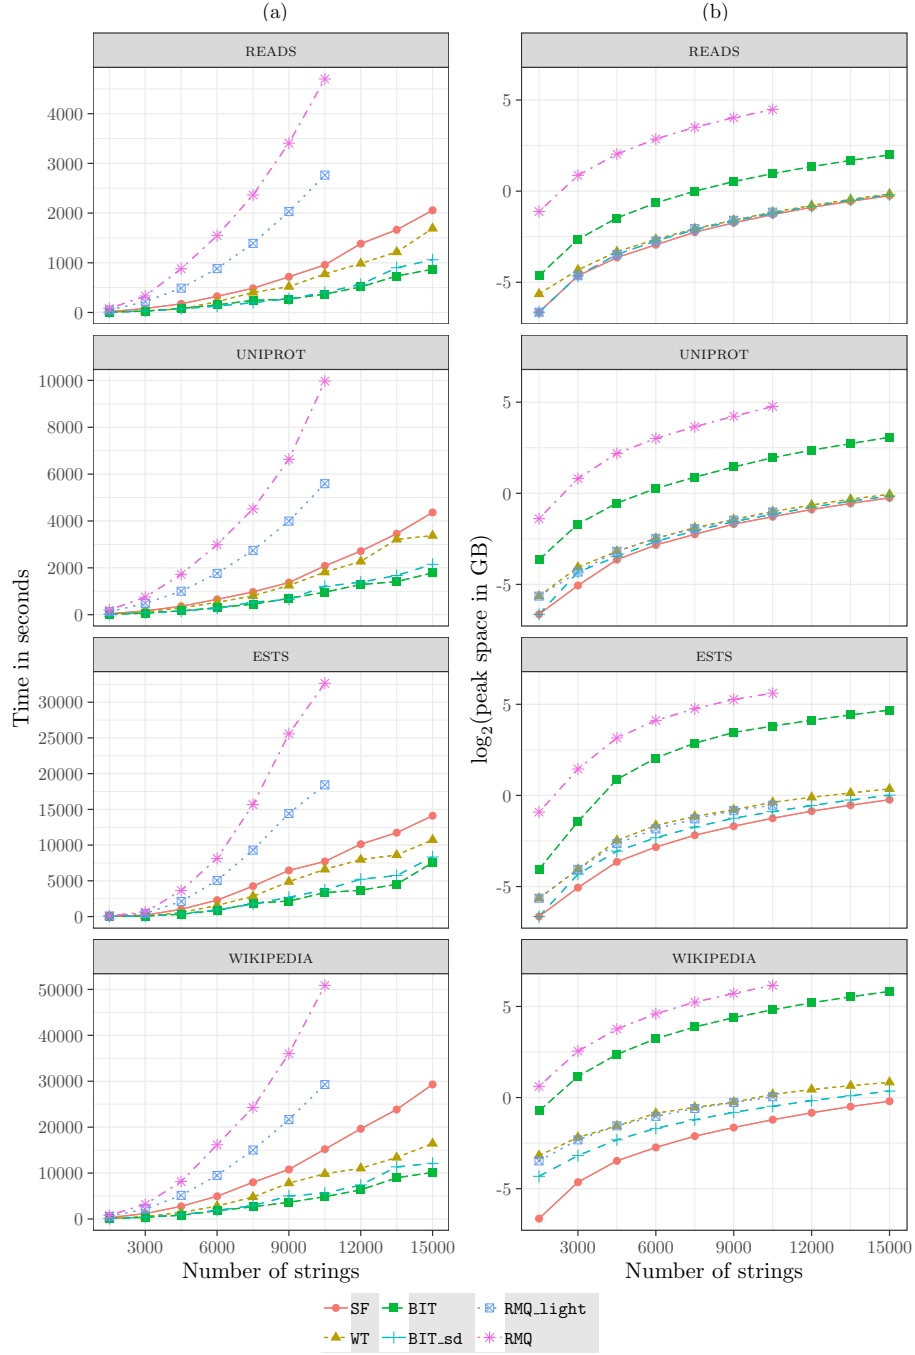 (a)
READS
4000
3000
2000
1000
0
UNIPROT
10000
8000
6000
4000
2000
0
ESTS
30000
25000
20000
15000
10000
5000
0
WIKIPEDIA
50000
40000
30000
20000
10000
0
3000 6000 9000 12000 15000
Number of strings
Time in seconds
(b)
READS
5
0
-5
UNIPROT
5
0
-5
ESTS
5
0
-5
WIKIPEDIA
5
0
-5
3000 6000 9000 12000 15000
Number of strings
log₂(peak space in GB)
SF BIT RMQ_light
WT BIT_sd RMQ